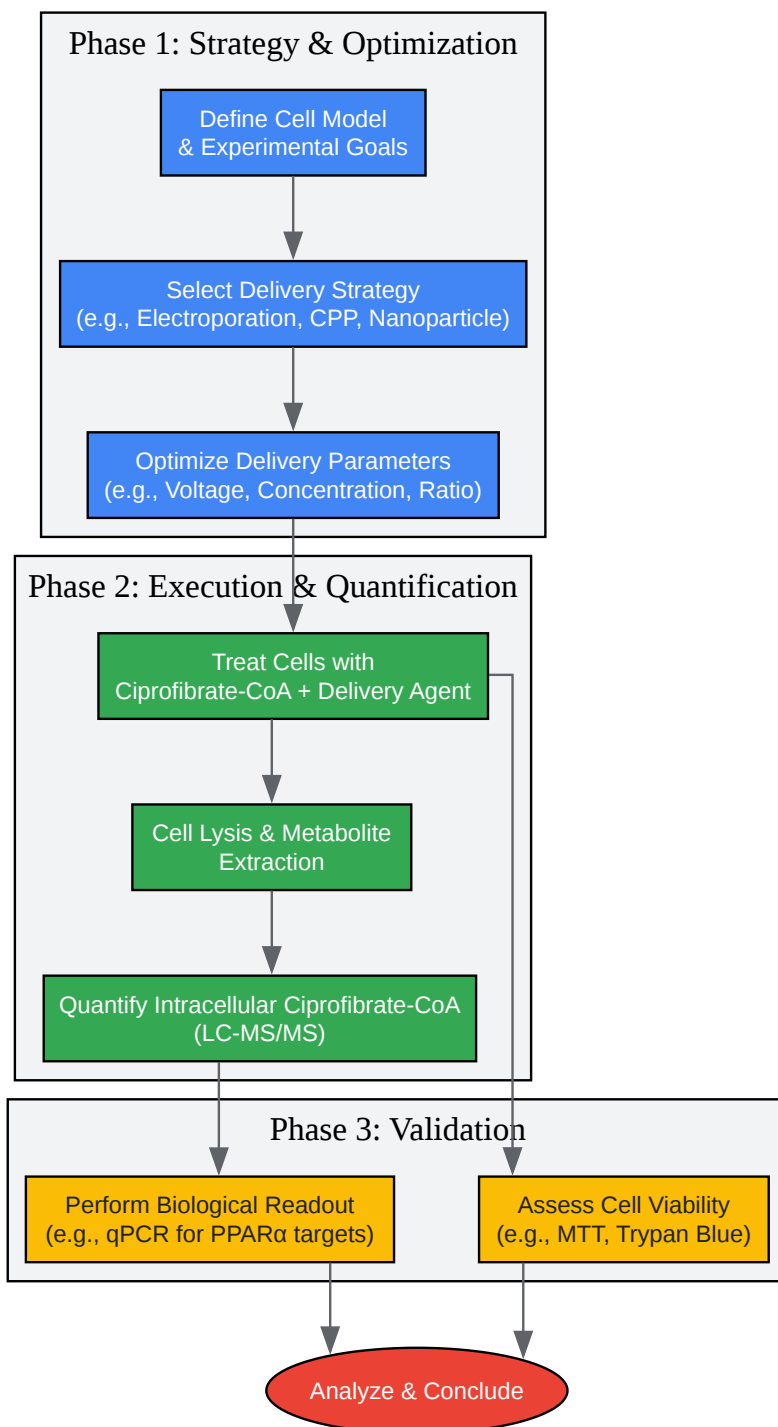 Phase 1: Strategy & Optimization
Define Cell Model
& Experimental Goals
Select Delivery Strategy
(e.g., Electroporation, CPP, Nanoparticle)
Optimize Delivery Parameters
(e.g., Voltage, Concentration, Ratio)
Phase 2: Execution & Quantification
Treat Cells with
Ciprofibrate-CoA + Delivery Agent
Cell Lysis & Metabolite
Extraction
Quantify Intracellular Ciprofibrate-CoA
(LC-MS/MS)
Phase 3: Validation
Perform Biological Readout
(e.g., qPCR for PPARα targets)
Assess Cell Viability
(e.g., MTT, Trypan Blue)
Analyze & Conclude